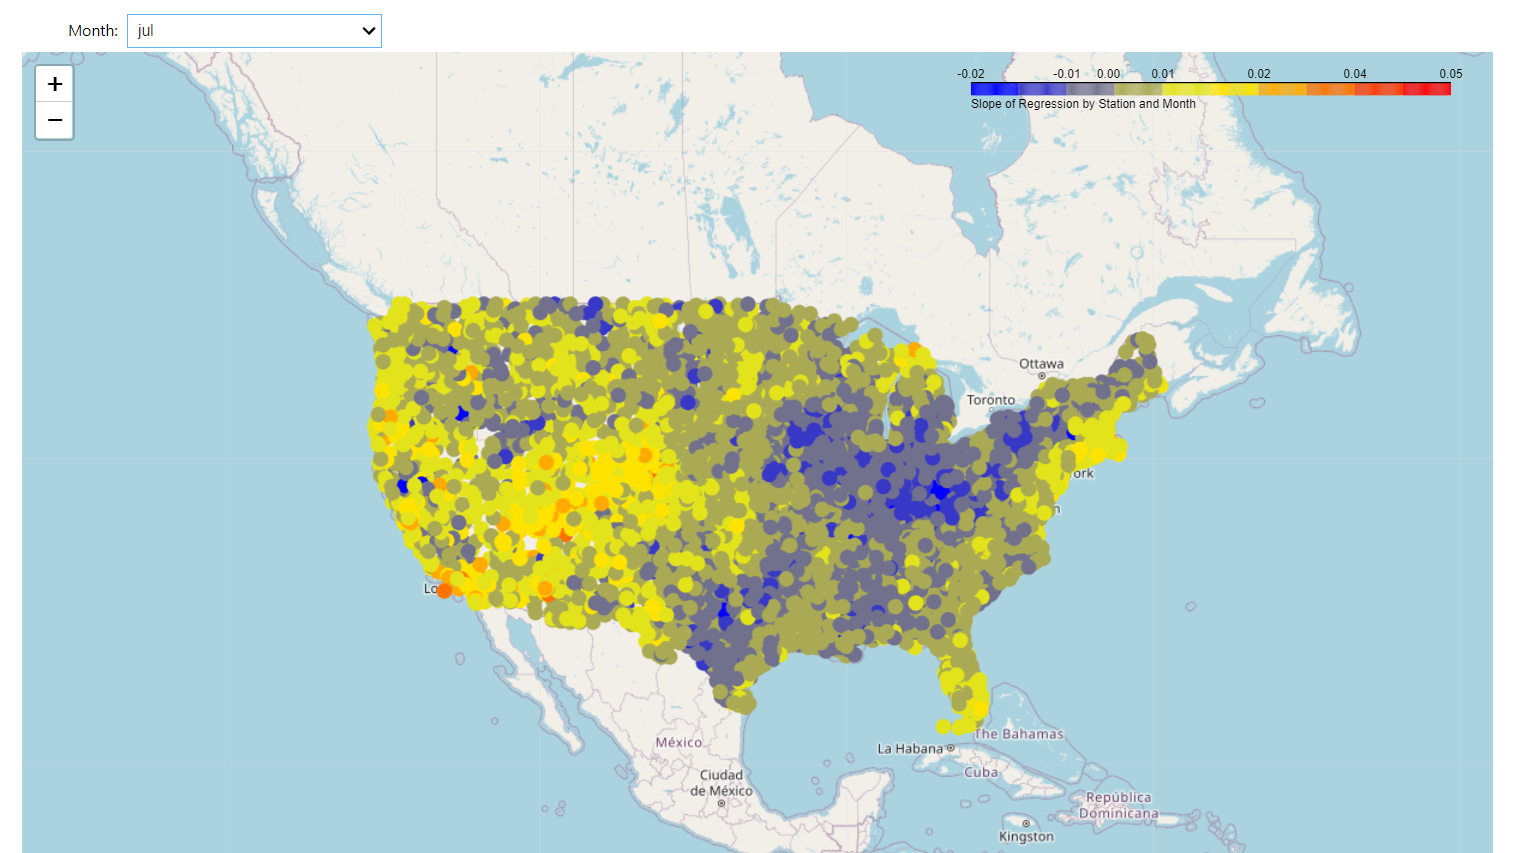 Month: jul
+
−
-0.02 -0.01 0.00 0.01 0.02 0.04 0.05
Slope of Regression by Station and Month
Ottawa
Toronto
ork
n
Lo
The Bahamas
La Habana
México
Cuba
Ciudad
de México
República
Dominicana
Kingston